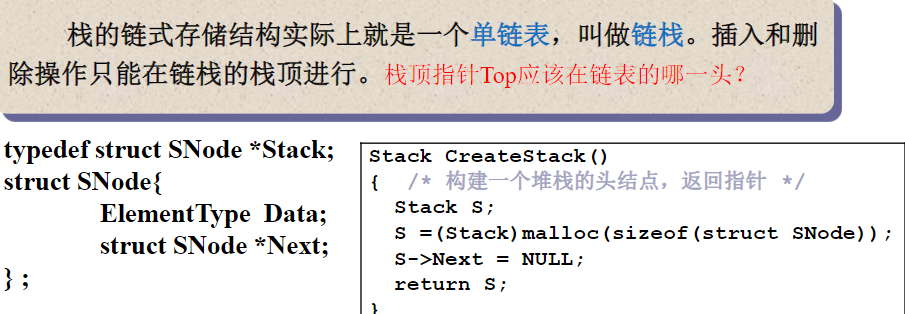 栈的链式存储结构实际上就是一个单链表，叫做链栈。插入和删
除操作只能在链栈的栈顶进行。栈顶指针Top应该在链表的哪一头？
typedef struct SNode *Stack;
struct SNode{
ElementType Data;
struct SNode *Next;
} ;
Stack CreateStack()
{ /* 构建一个堆栈的头结点，返回指针 */
Stack S;
S =(Stack)malloc(sizeof(struct SNode));
S->Next = NULL;
return S;
}